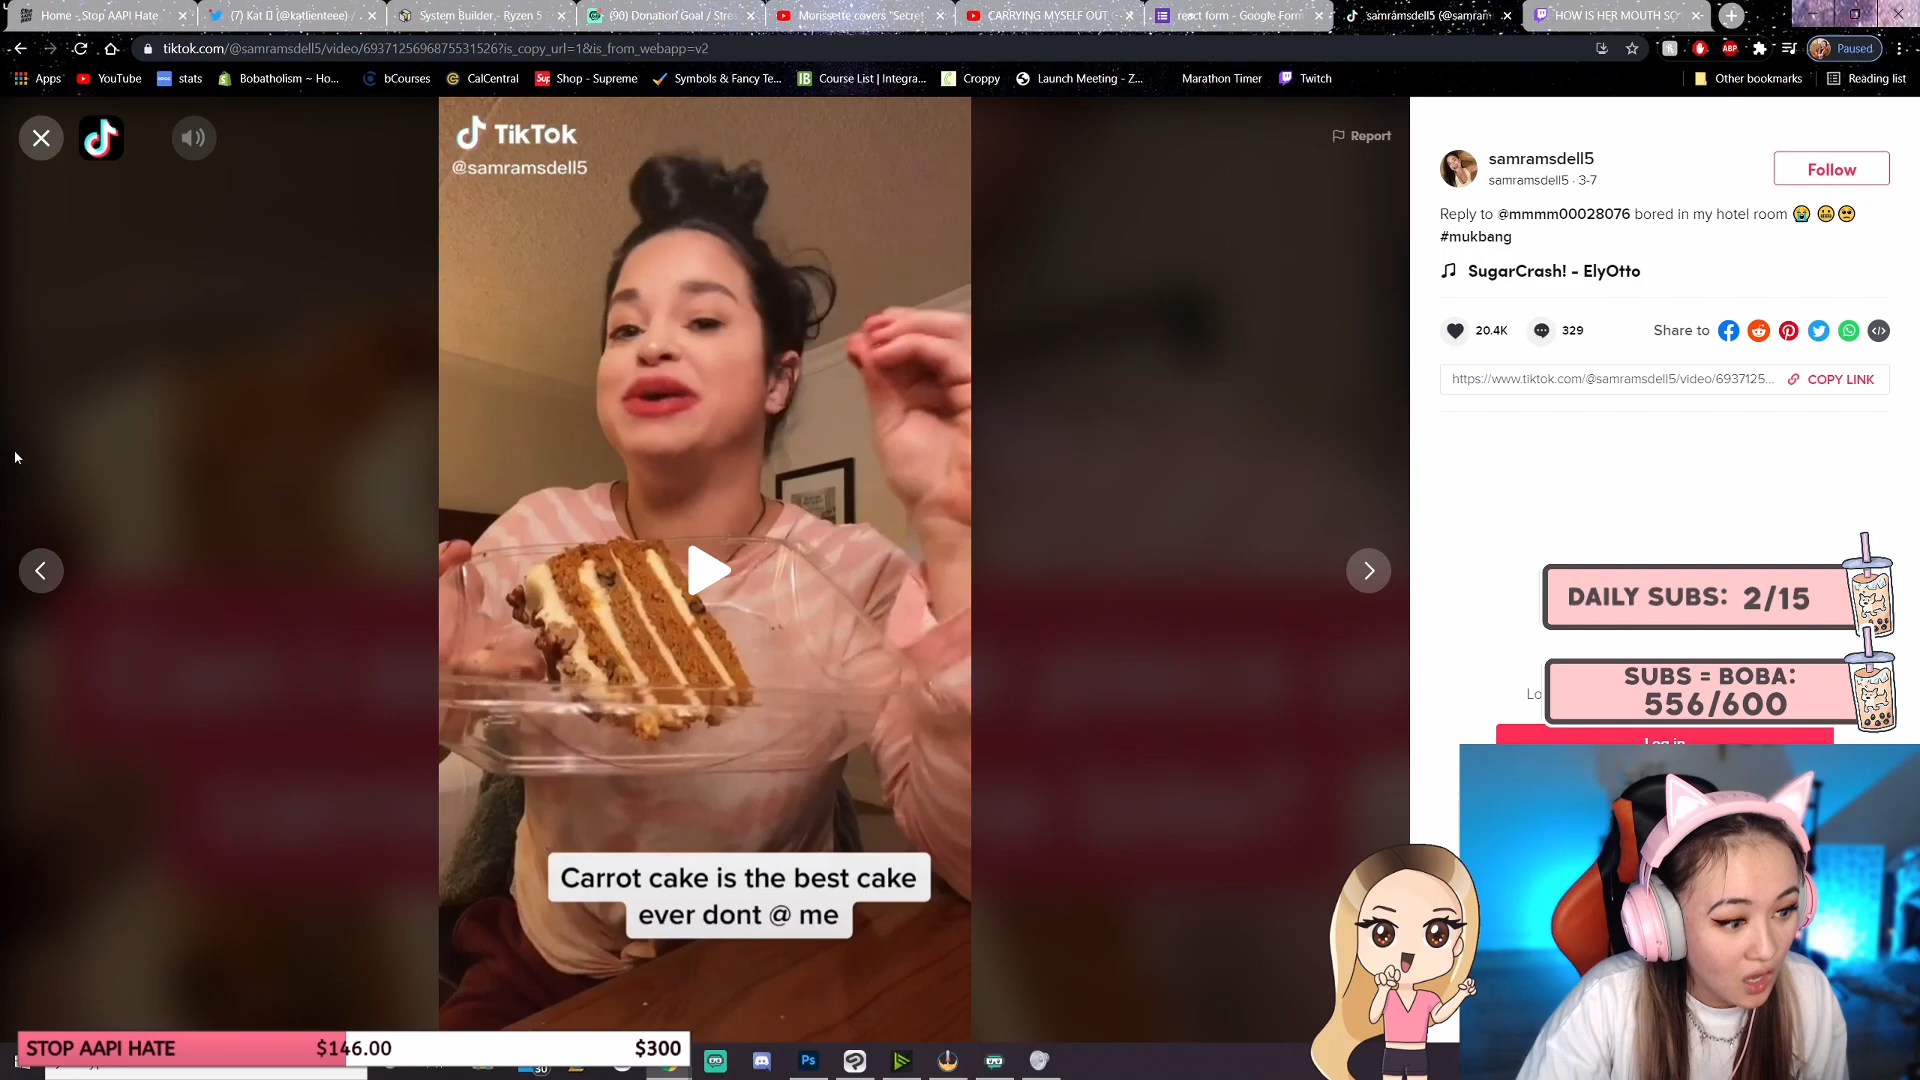 Home - Stop AAPI Hate
(7) Kat (@katlienteee) /
System Builder - Ryzen 5
(90) Donation Goal / Stre
Morissette covers "Secret
CARRYING MYSELF OUT -
react form - Google Form
samramsdell5 (@samram
HOW IS HER MOUTH SO
tiktok.com/@samramsdell5/video/6937125696875531526?is_copy_url=1&is_from_webapp=v2
ABP
Paused
Apps
YouTube
stats
Bobatholism – Ho...
bCourses
CalCentral
Shop - Supreme
Symbols & Fancy Te...
Course List | Integra...
Croppy
Launch Meeting - Z...
Marathon Timer
Twitch
Other bookmarks
Reading list
TikTok
@samramsdell5
Report
samramsdell5
samramsdell5 · 3-7
Follow
Reply to @mmmm00028076 bored in my hotel room
#mukbang
SugarCrash! - ElyOtto
20.4K
329
Share to
https://www.tiktok.com/@samramsdell5/video/6937125...
COPY LINK
DAILY SUBS: 2/15
SUBS = BOBA:
556/600
Log in
Carrot cake is the best cake
ever dont @ me
STOP AAPI HATE $146.00 $300
30
Ps